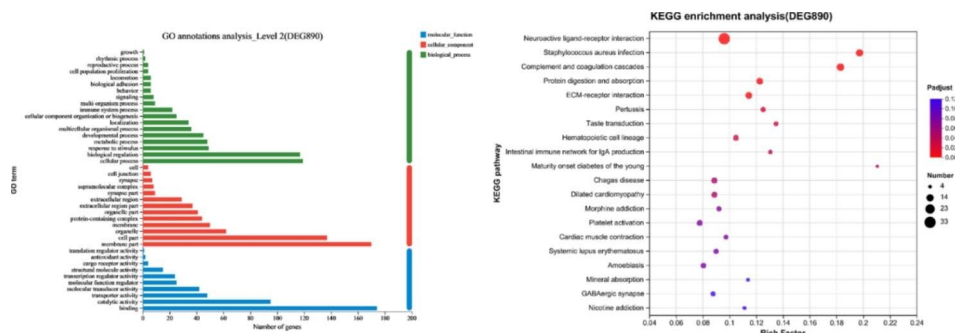 GO annotations analysis_Level 2(DEG890)
molecular_function
cellular_component
biological_process
GO term
growth
rhythmic process
reproductive process
cell population proliferation
locomotion
biological adhesion
behavior
signaling
multi-organism process
immune system process
cellular component organization or biogenesis
localization
multicellular organismal process
developmental process
metabolic process
response to stimulus
biological regulation
cellular process
cell
cell junction
synapse
supramolecular complex
synapse part
extracellular region
extracellular region part
organelle part
protein-containing complex
membrane
organelle
cell part
membrane part
translation regulator activity
antioxidant activity
cargo receptor activity
structural molecule activity
transcription regulator activity
molecular function regulator
molecular transducer activity
transporter activity
catalytic activity
binding
0 20 40 60 80 100 120 140 160 180 200
Number of genes
KEGG enrichment analysis(DEG890)
KEGG pathway
Neuroactive ligand-receptor interaction
Staphylococcus aureus infection
Complement and coagulation cascades
Protein digestion and absorption
ECM-receptor interaction
Pertussis
Taste transduction
Hematopoietic cell lineage
Intestinal immune network for IgA production
Maturity onset diabetes of the young
Chagas disease
Dilated cardiomyopathy
Morphine addiction
Platelet activation
Cardiac muscle contraction
Systemic lupus erythematosus
Amoebiasis
Mineral absorption
GABAergic synapse
Nicotine addiction
0.04 0.06 0.08 0.1 0.12 0.14 0.16 0.18 0.20 0.22 0.24
Rich Factor
Padjust
Number
4
14
23
33